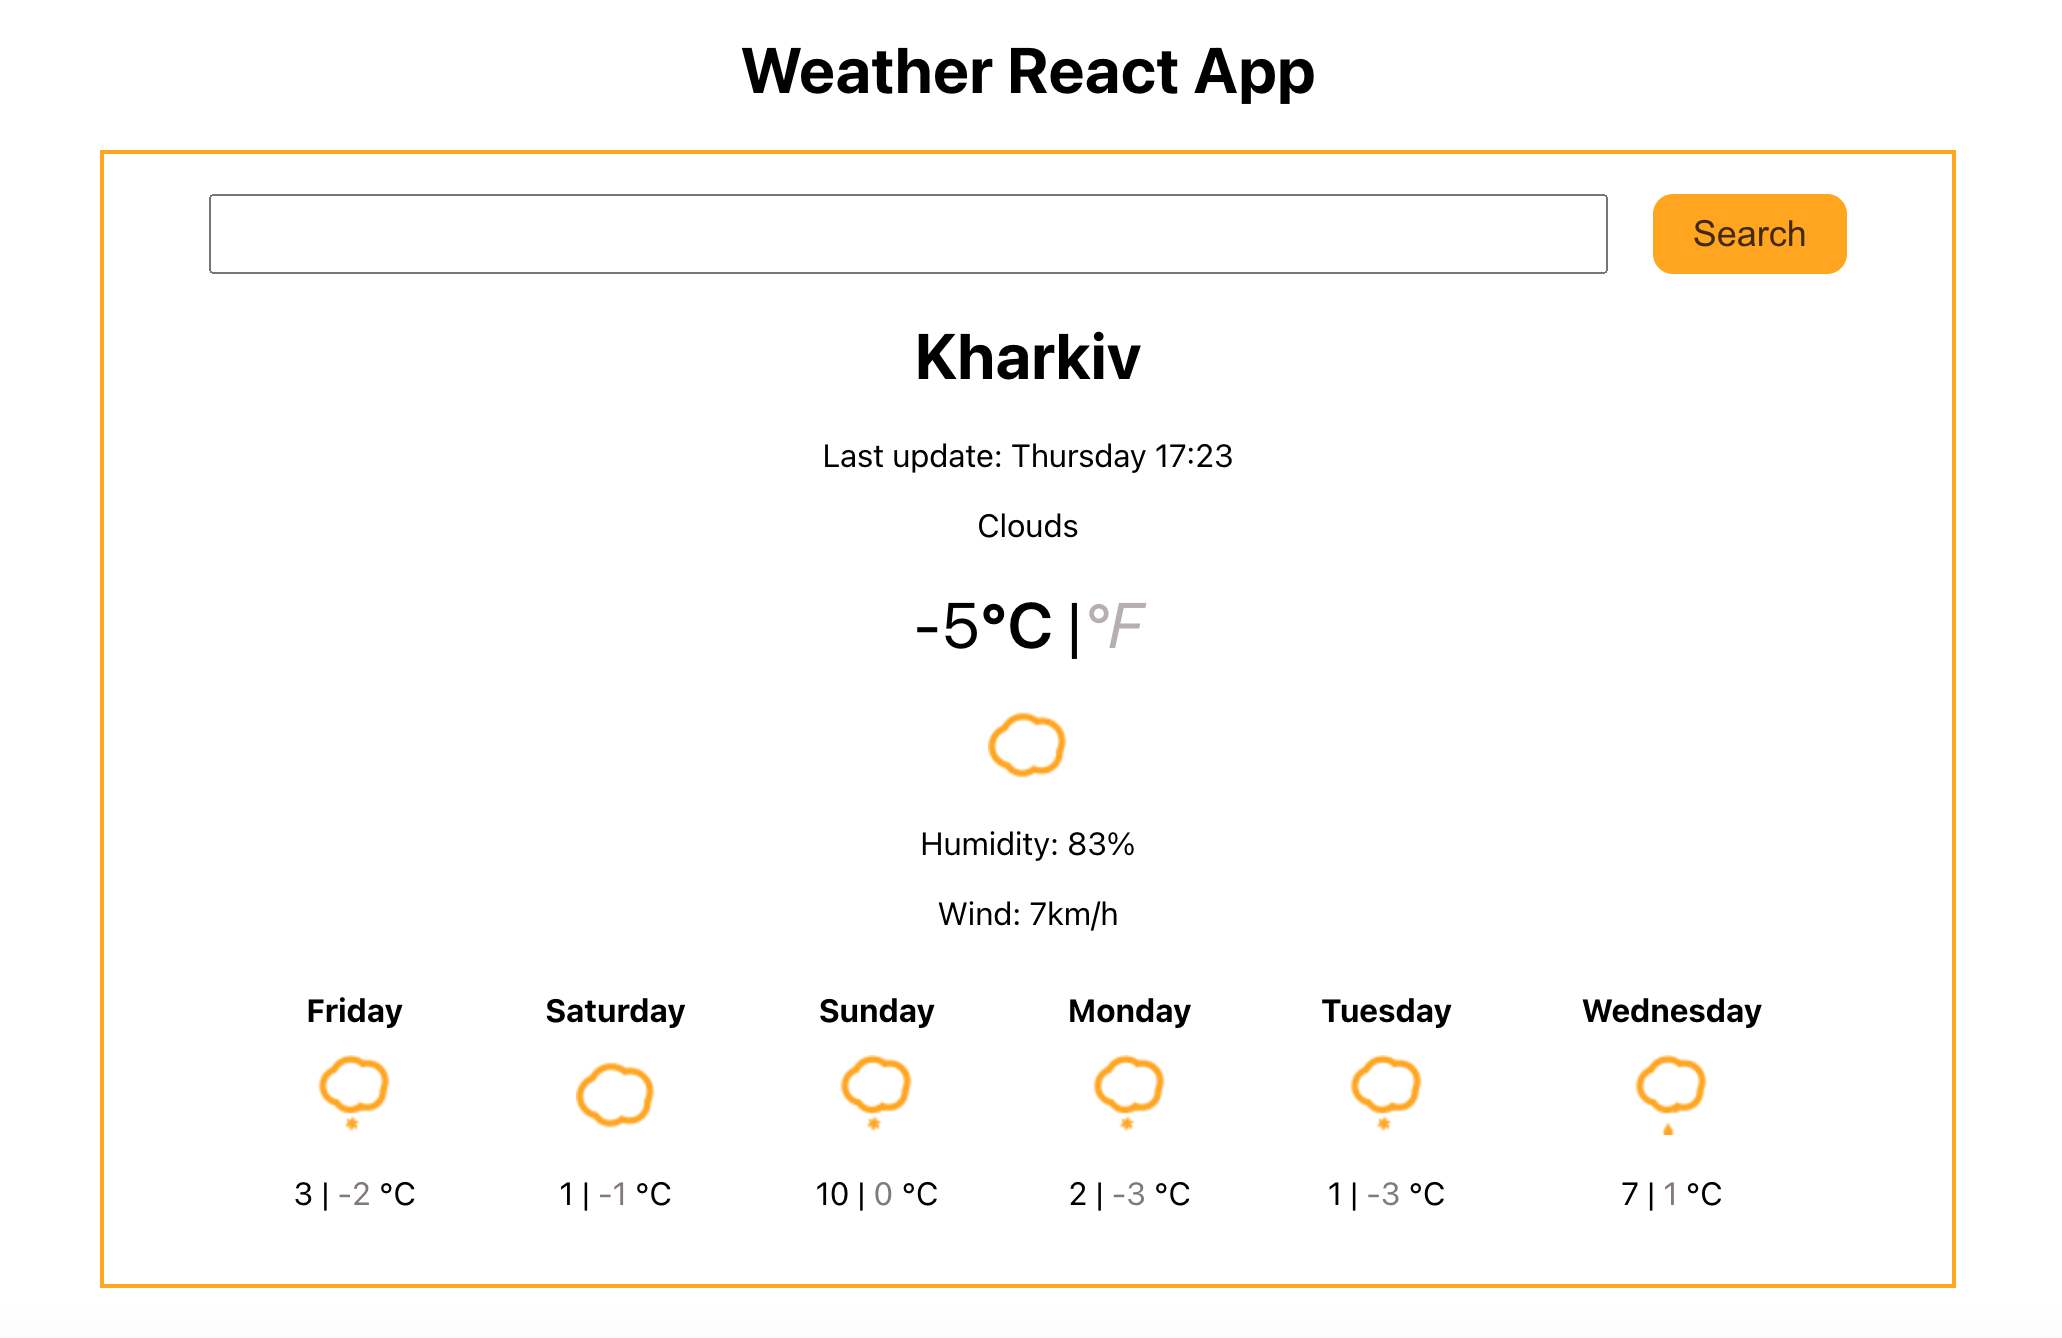 Weather React App
Search
Kharkiv
Last update: Thursday 17:23
Clouds
-5°C |°F
Humidity: 83%
Wind: 7km/h
Friday Saturday Sunday Monday Tuesday Wednesday
3 | -2 °C 1 | -1 °C 10 | 0 °C 2 | -3 °C 1 | -3 °C 7 | 1 °C